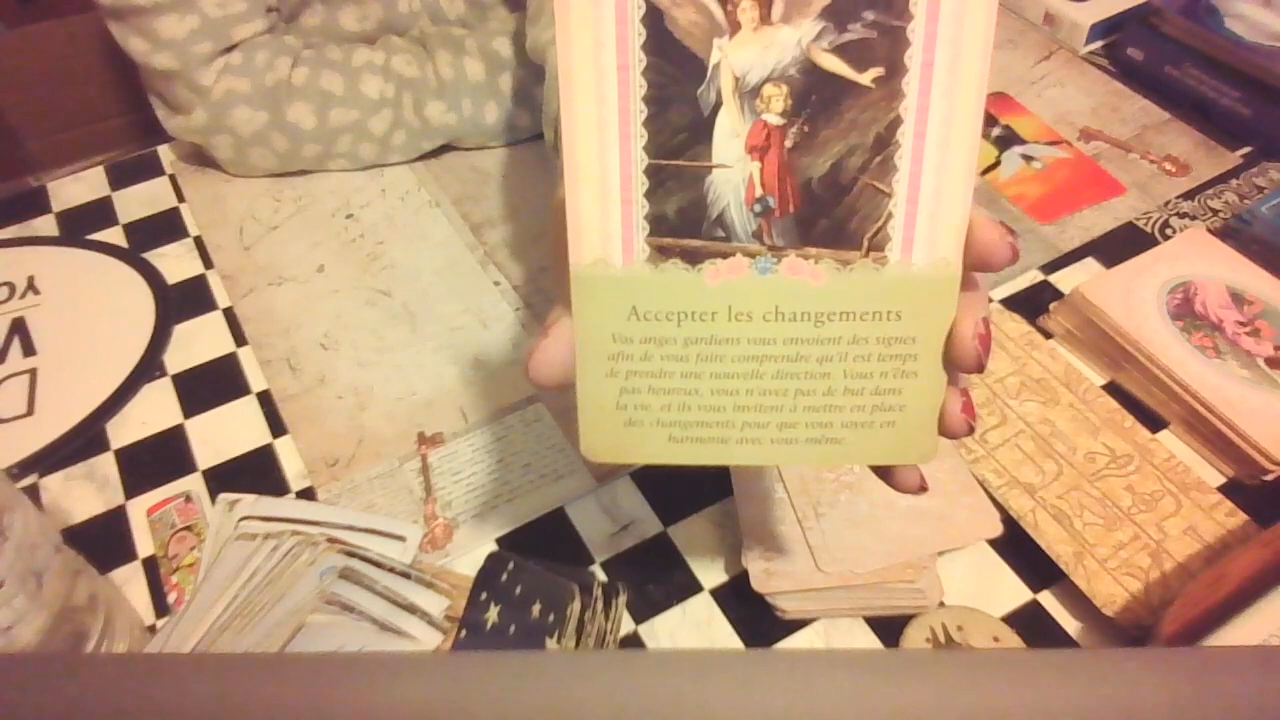 Accepter les changements
Vos anges gardiens vous envoient des signes
afin de vous faire comprendre qu'il est temps
de prendre une nouvelle direction. Vous n'êtes
pas heureux, vous n'avez pas de but dans
la vie, et ils vous invitent à mettre en place
des changements pour que vous soyez en
harmonie avec vous-même.
YO